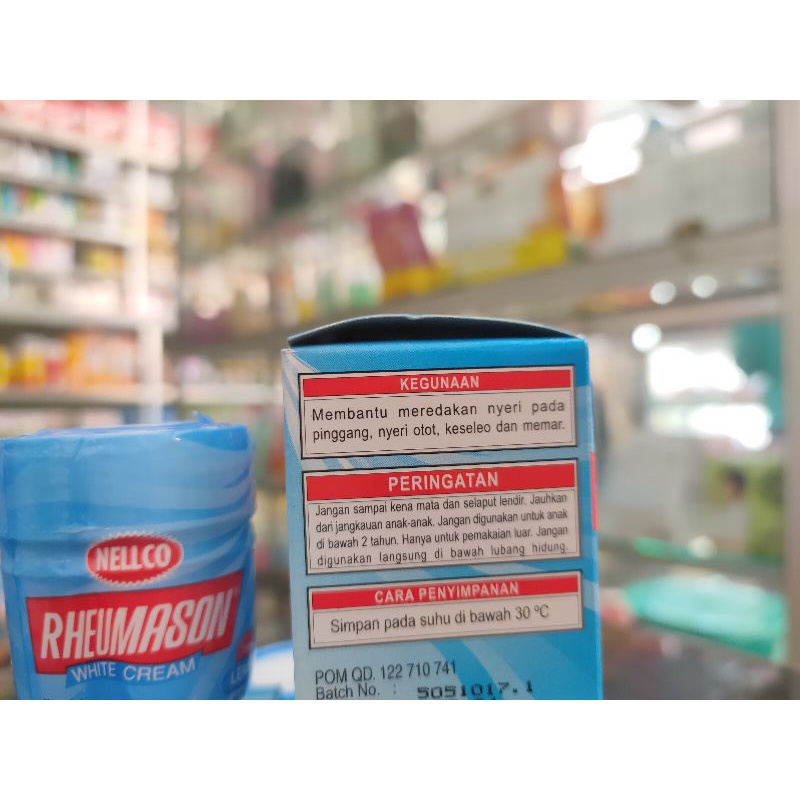 KEGUNAAN
Membantu meredakan nyeri pada
pinggang, nyeri otot, keseleo dan memar.
PERINGATAN
Jangan sampai kena mata dan selaput lendir. Jauhkan
dari jangkauan anak-anak. Jangan digunakan untuk anak
di bawah 2 tahun. Hanya untuk pemakaian luar. Jangan
digunakan langsung di bawah lubang hidung.
CARA PENYIMPANAN
Simpan pada suhu di bawah 30 ºC
POM QD. 122 710 741
Batch No. : 5051017.1
NELLCO
RHEUMASON
WHITE CREAM